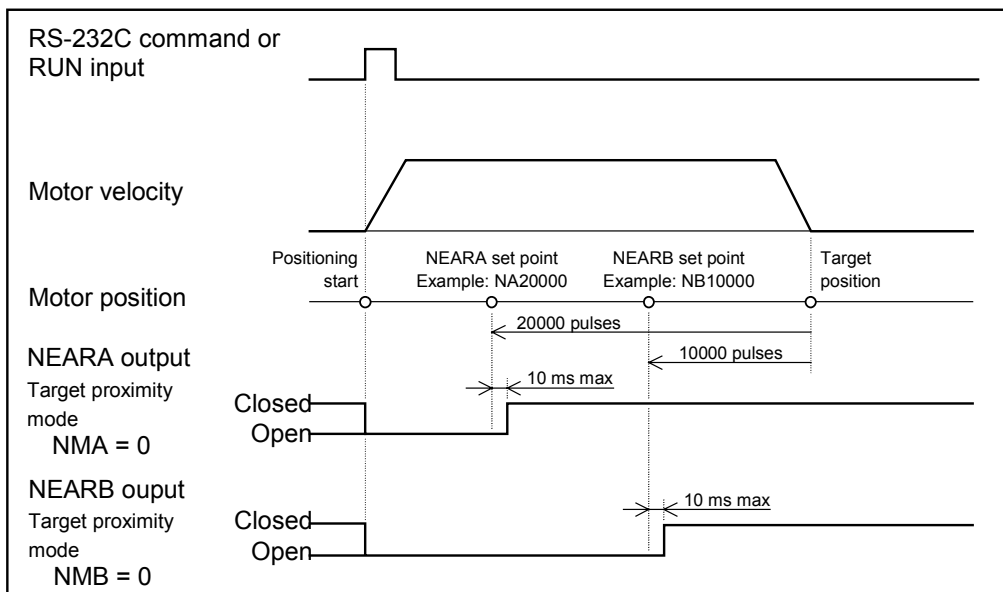 RS-232C command or
RUN input
Motor velocity
Positioning
start
NEARA set point
Example: NA20000
NEARB set point
Example: NB10000
Target
position
Motor position
20000 pulses
10000 pulses
NEARA output
Target proximity
mode
NMA = 0
Closed
Open
10 ms max
NEARB ouput
Target proximity
mode
NMB = 0
Closed
Open
10 ms max